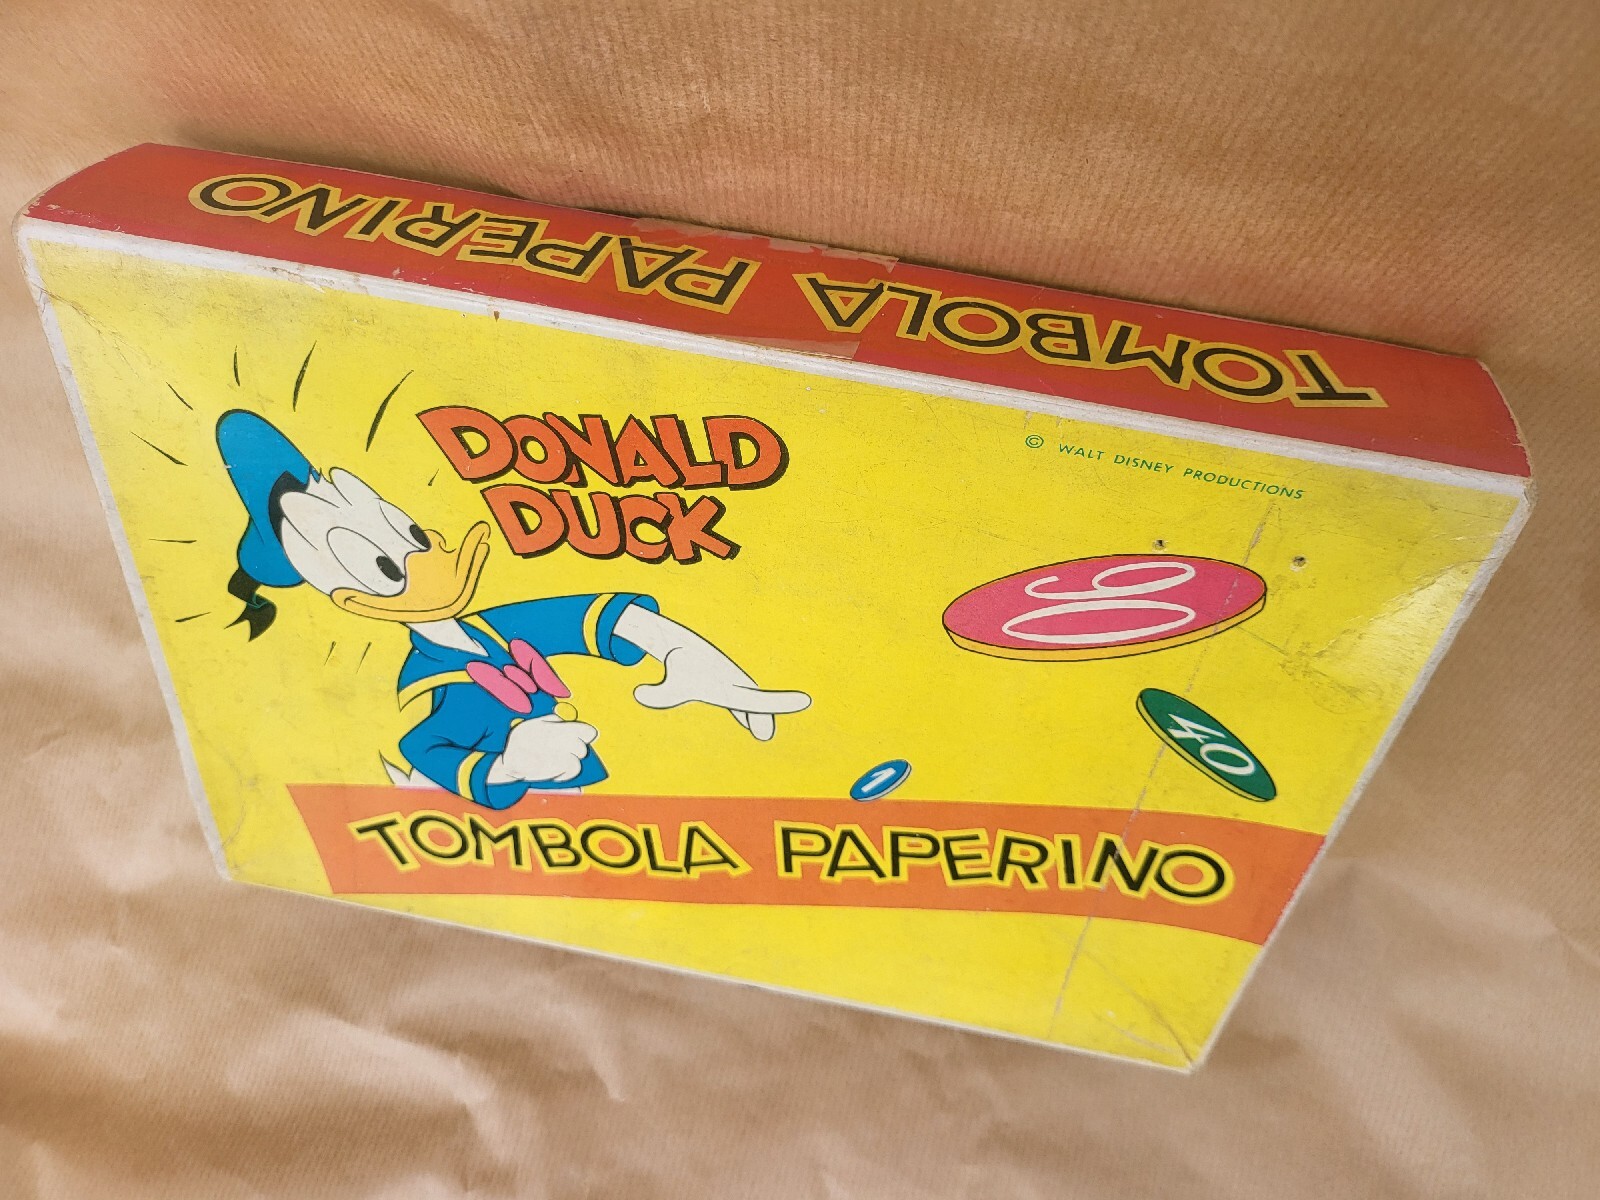 TOMBOLA PAPERINO
DONALD
DUCK
© WALT DISNEY PRODUCTIONS
90
40
1
TOMBOLA PAPERINO